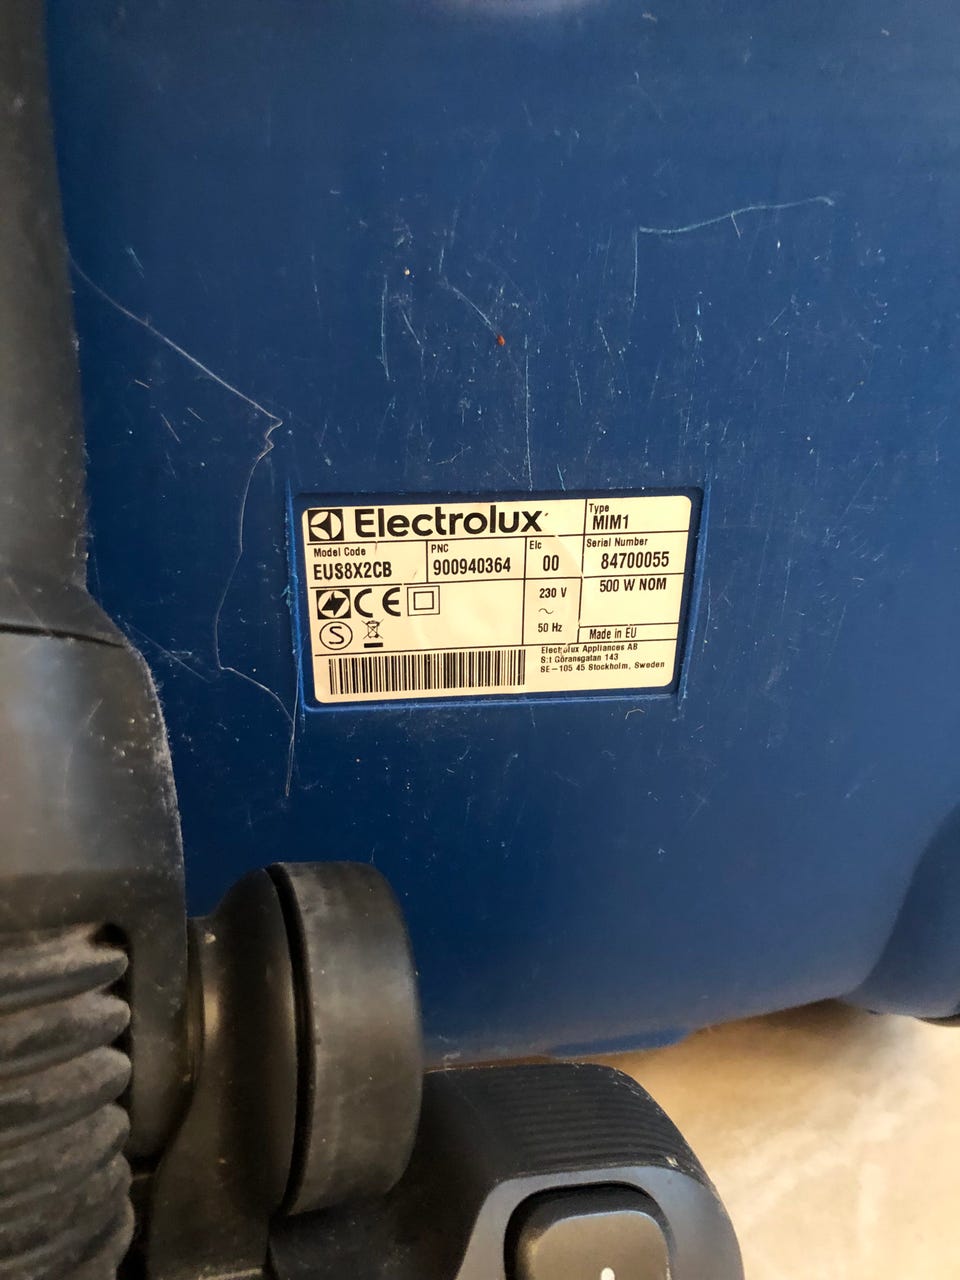 Electrolux
Type
MIM1
Model Code
EUS8X2CB
PNC
900940364
Elc
00
Serial Number
84700055
CE
S
230 V
~
50 Hz
500 W NOM
Made in EU
Electrolux Appliances AB
S:t Göransgatan 143
SE-105 45 Stockholm, Sweden